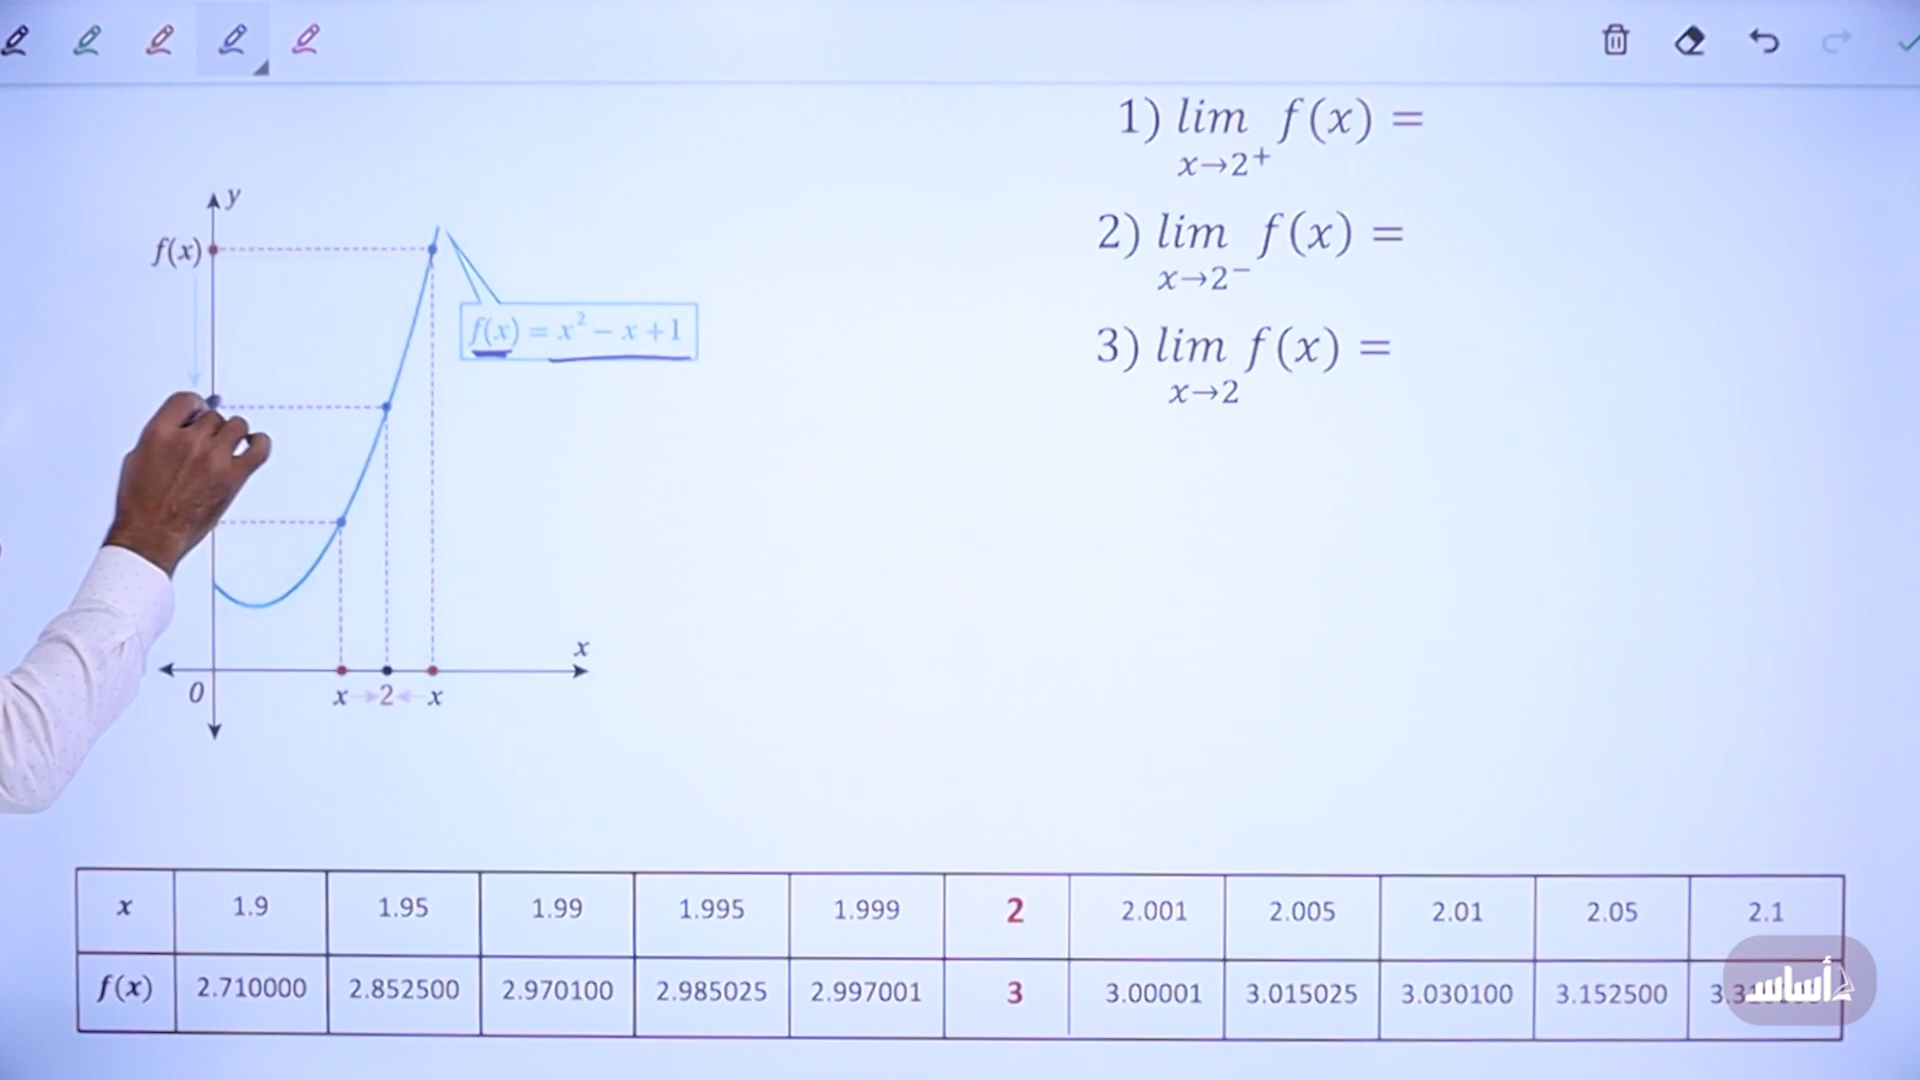 1) lim f(x) =
x→2⁺
2) lim f(x) =
x→2⁻
3) lim f(x) =
x→2
y
f(x)
f(x) = x² − x + 1
x
0
x 2 x
x 1.9 1.95 1.99 1.995 1.999 2 2.001 2.005 2.01 2.05 2.1
f(x) 2.710000 2.852500 2.970100 2.985025 2.997001 3 3.00001 3.015025 3.030100 3.152500
أساس